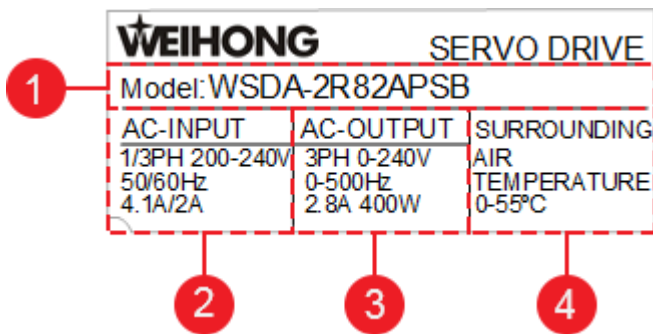 WEIHONG
SERVO DRIVE
1
Model:WSDA-2R82APSB
AC-INPUT
1/3PH 200-240V
50/60Hz
4.1A/2A
AC-OUTPUT
3PH 0-240V
0-500Hz
2.8A 400W
SURROUNDING
AIR
TEMPERATURE
0-55ºC
2
3
4